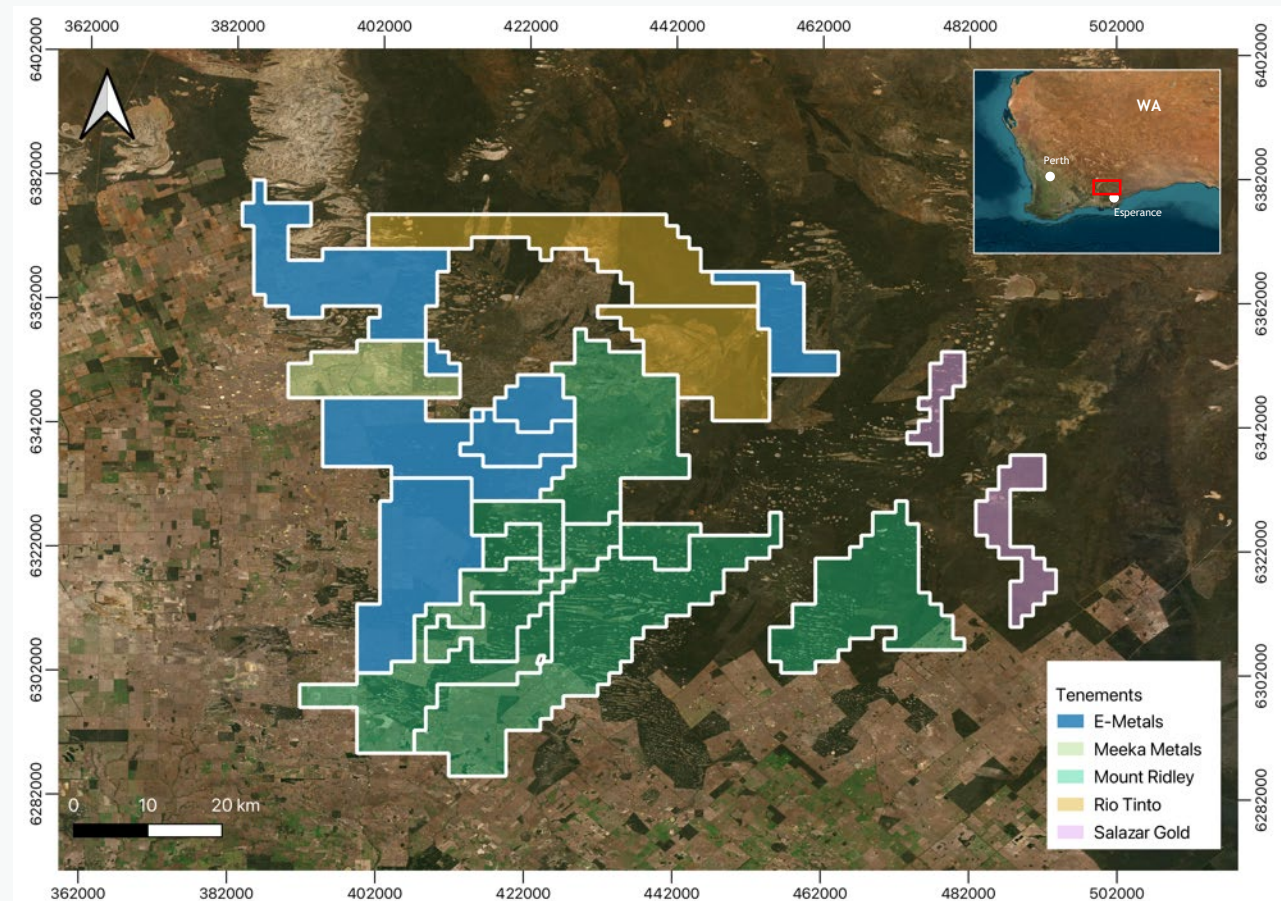 362000 382000 402000 422000 442000 462000 482000 502000
6402000
6402000
WA
Perth
Esperance
6382000
6382000
6362000
6362000
6342000
6342000
6322000
6322000
6302000
6302000
Tenements
E-Metals
Meeka Metals
Mount Ridley
Rio Tinto
Salazar Gold
6282000
6282000
0 10 20 km
362000 382000 402000 422000 442000 462000 482000 502000